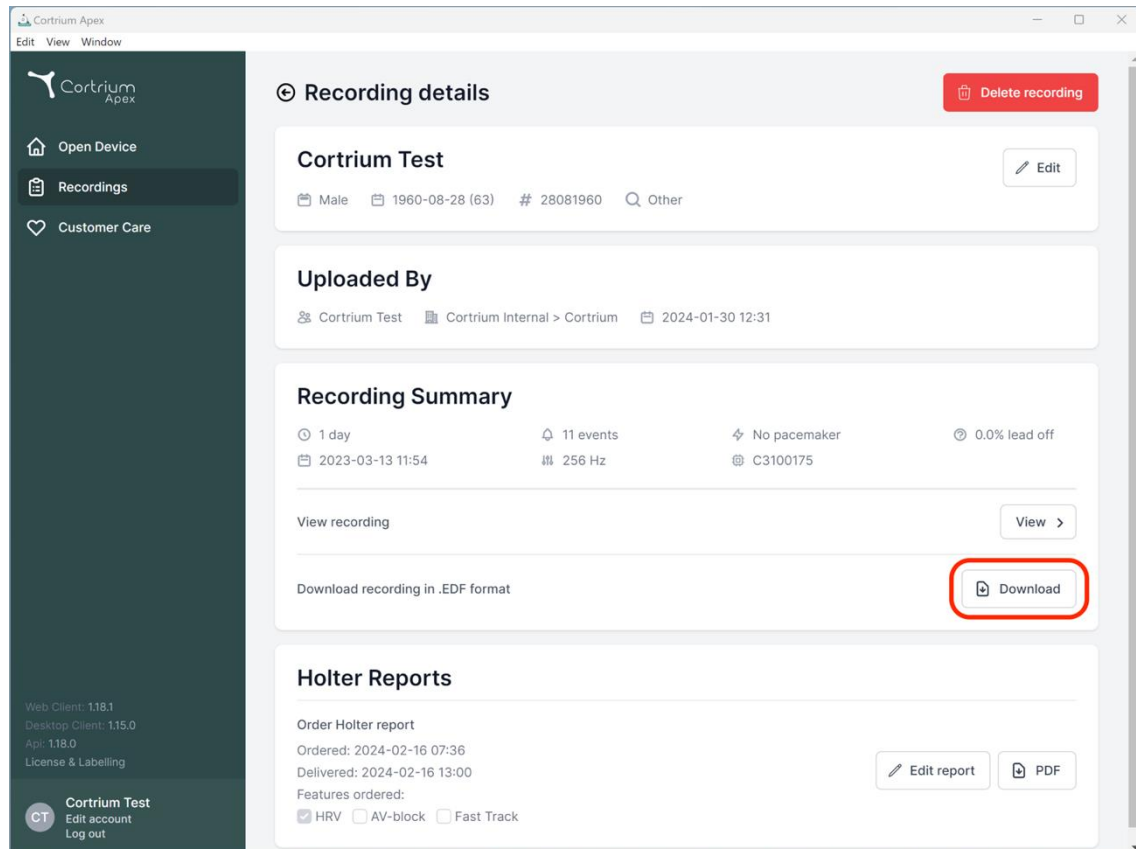 Cortrium Apex
Edit View Window
Cortrium
Apex
Open Device
Recordings
Customer Care
Web Client: 1.18.1
Desktop Client: 1.15.0
Api: 1.18.0
License & Labelling
CT
Cortrium Test
Edit account
Log out
Recording details
Delete recording
Cortrium Test
Edit
Male 1960-08-28 (63) # 28081960 Other
Uploaded By
Cortrium Test Cortrium Internal > Cortrium 2024-01-30 12:31
Recording Summary
1 day 11 events No pacemaker 0.0% lead off
2023-03-13 11:54 256 Hz C3100175
View recording View >
Download recording in .EDF format Download
Holter Reports
Order Holter report
Ordered: 2024-02-16 07:36
Delivered: 2024-02-16 13:00
Edit report PDF
Features ordered:
HRV AV-block Fast Track